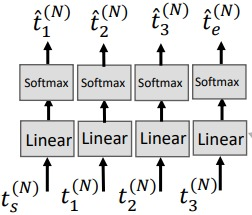 t̂₁⁽ᴺ⁾ t̂₂⁽ᴺ⁾ t̂₃⁽ᴺ⁾ t̂ₑ⁽ᴺ⁾
Softmax Softmax Softmax Softmax
Linear Linear Linear Linear
tₛ⁽ᴺ⁾ t₁⁽ᴺ⁾ t₂⁽ᴺ⁾ t₃⁽ᴺ⁾